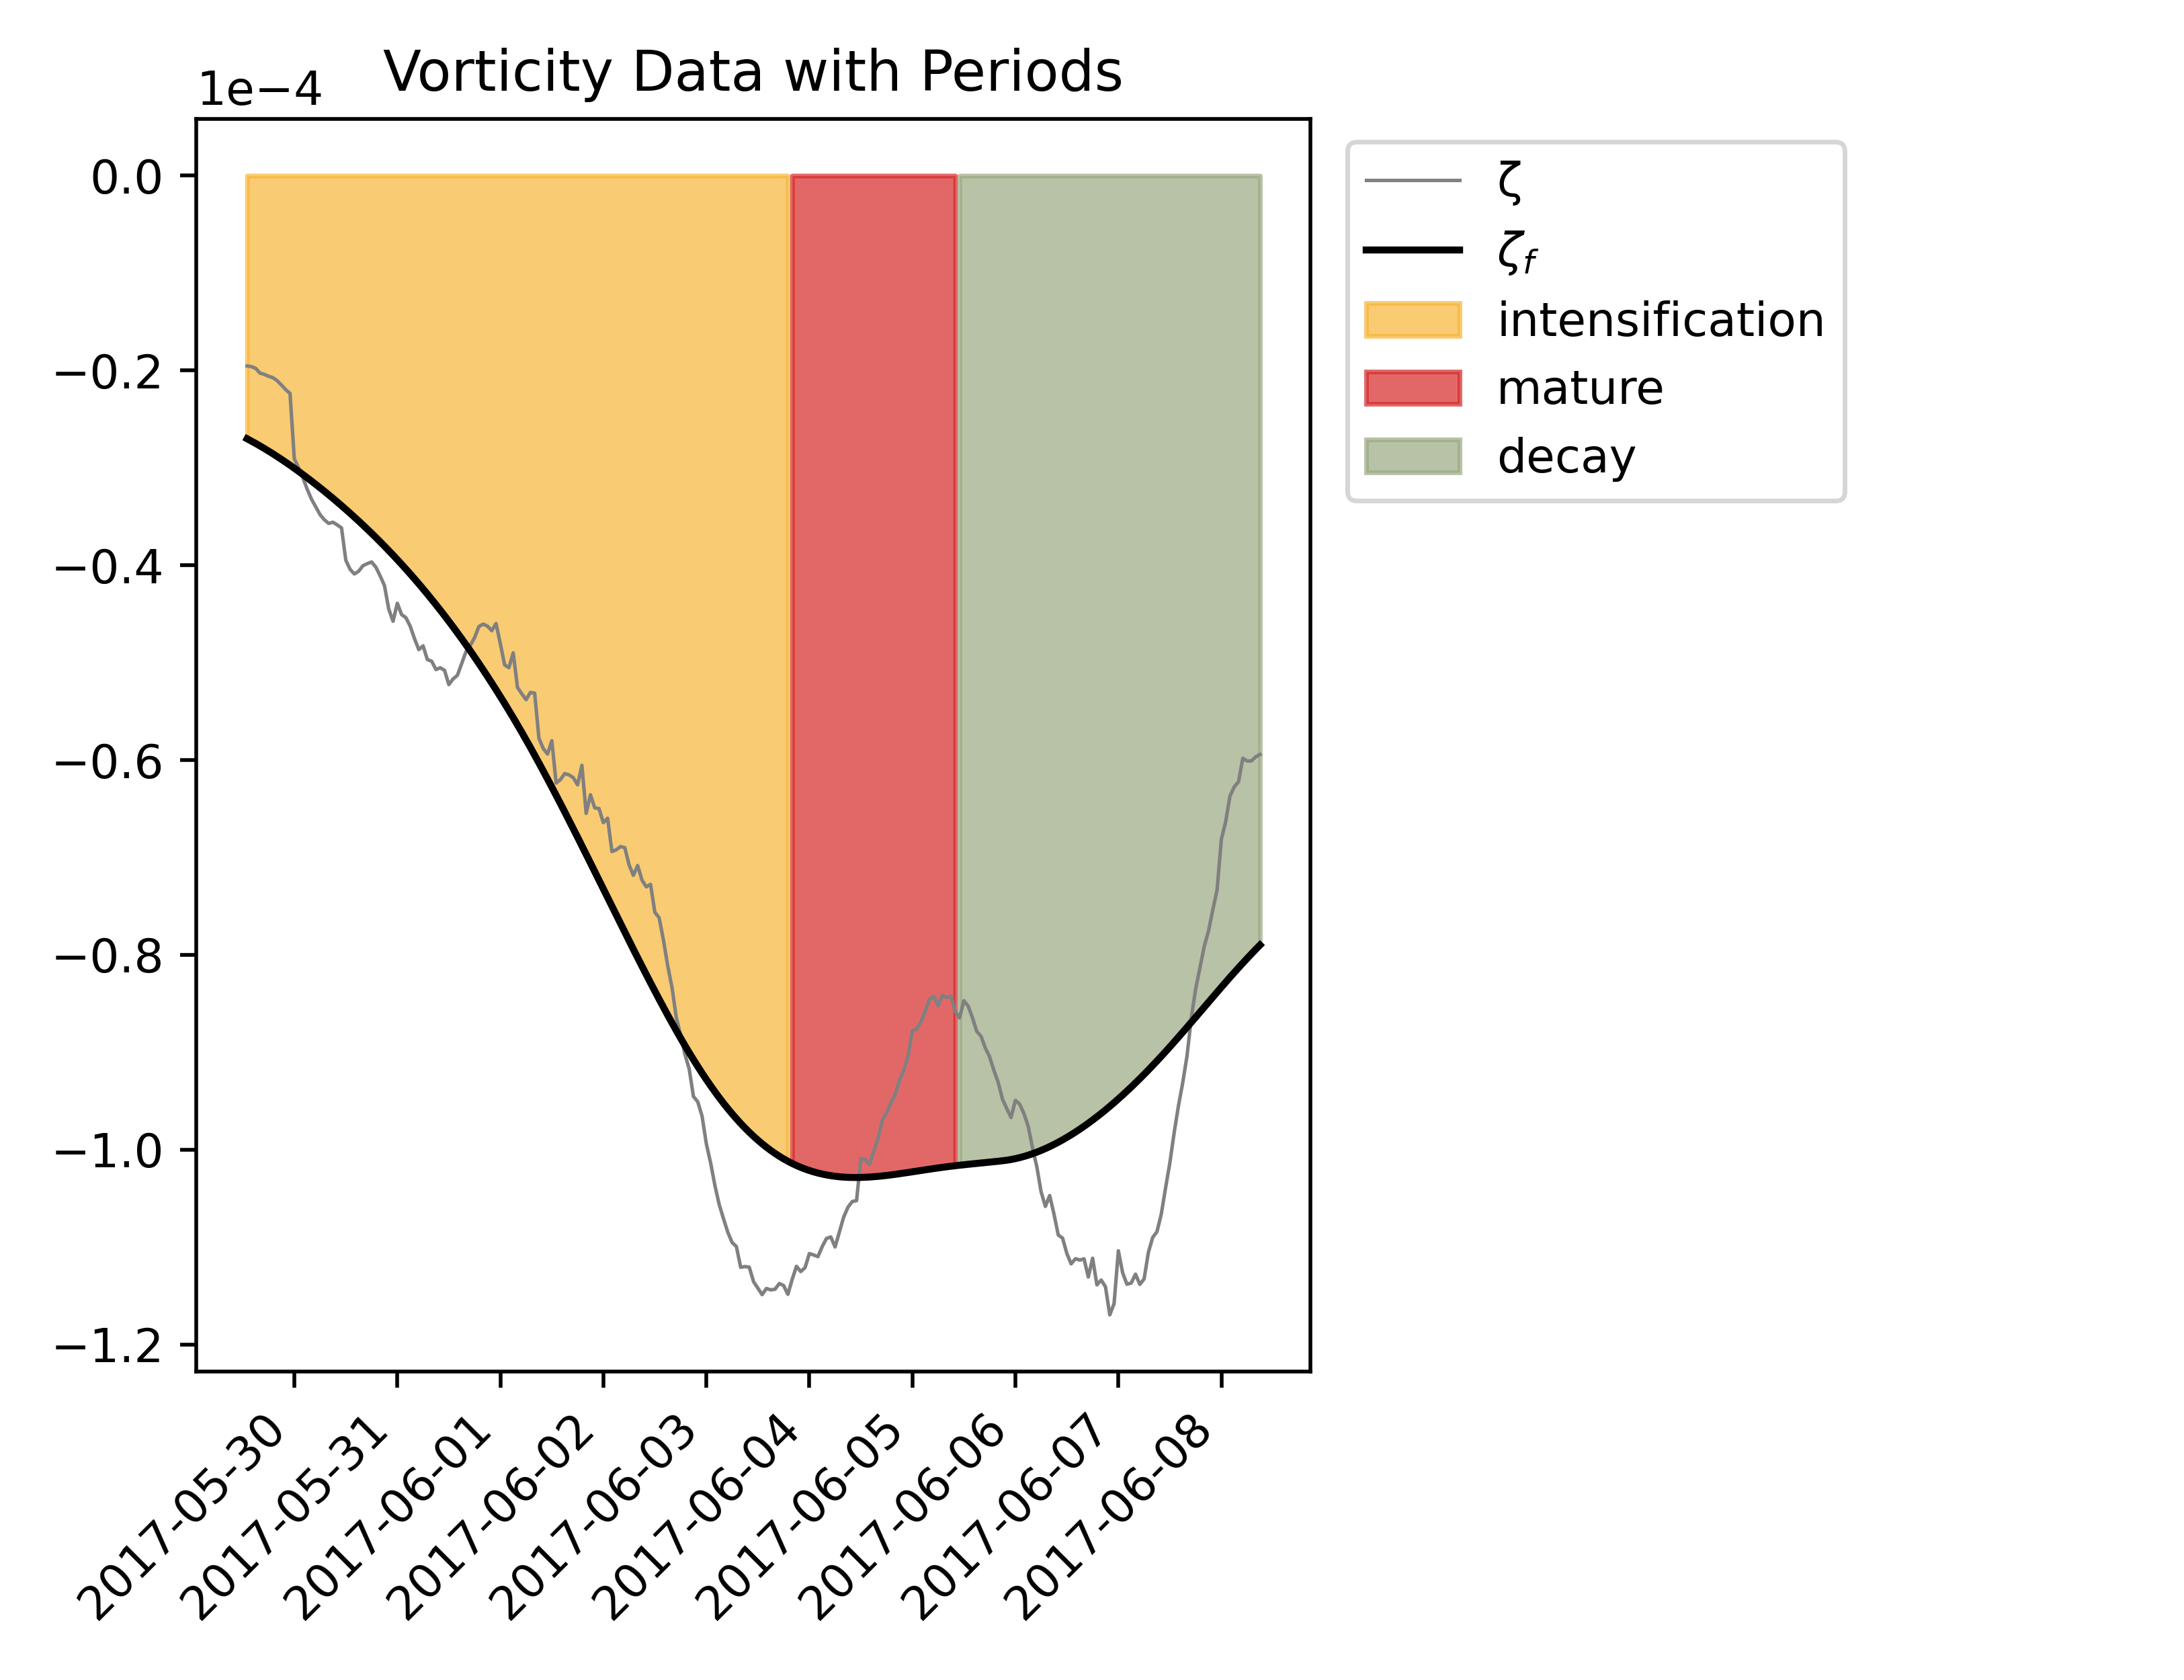 Vorticity Data with Periods
1e−4
0.0
−0.2
−0.4
−0.6
−0.8
−1.0
−1.2
2017-05-30
2017-05-31
2017-06-01
2017-06-02
2017-06-03
2017-06-04
2017-06-05
2017-06-06
2017-06-07
2017-06-08
ζ
ζf
intensification
mature
decay